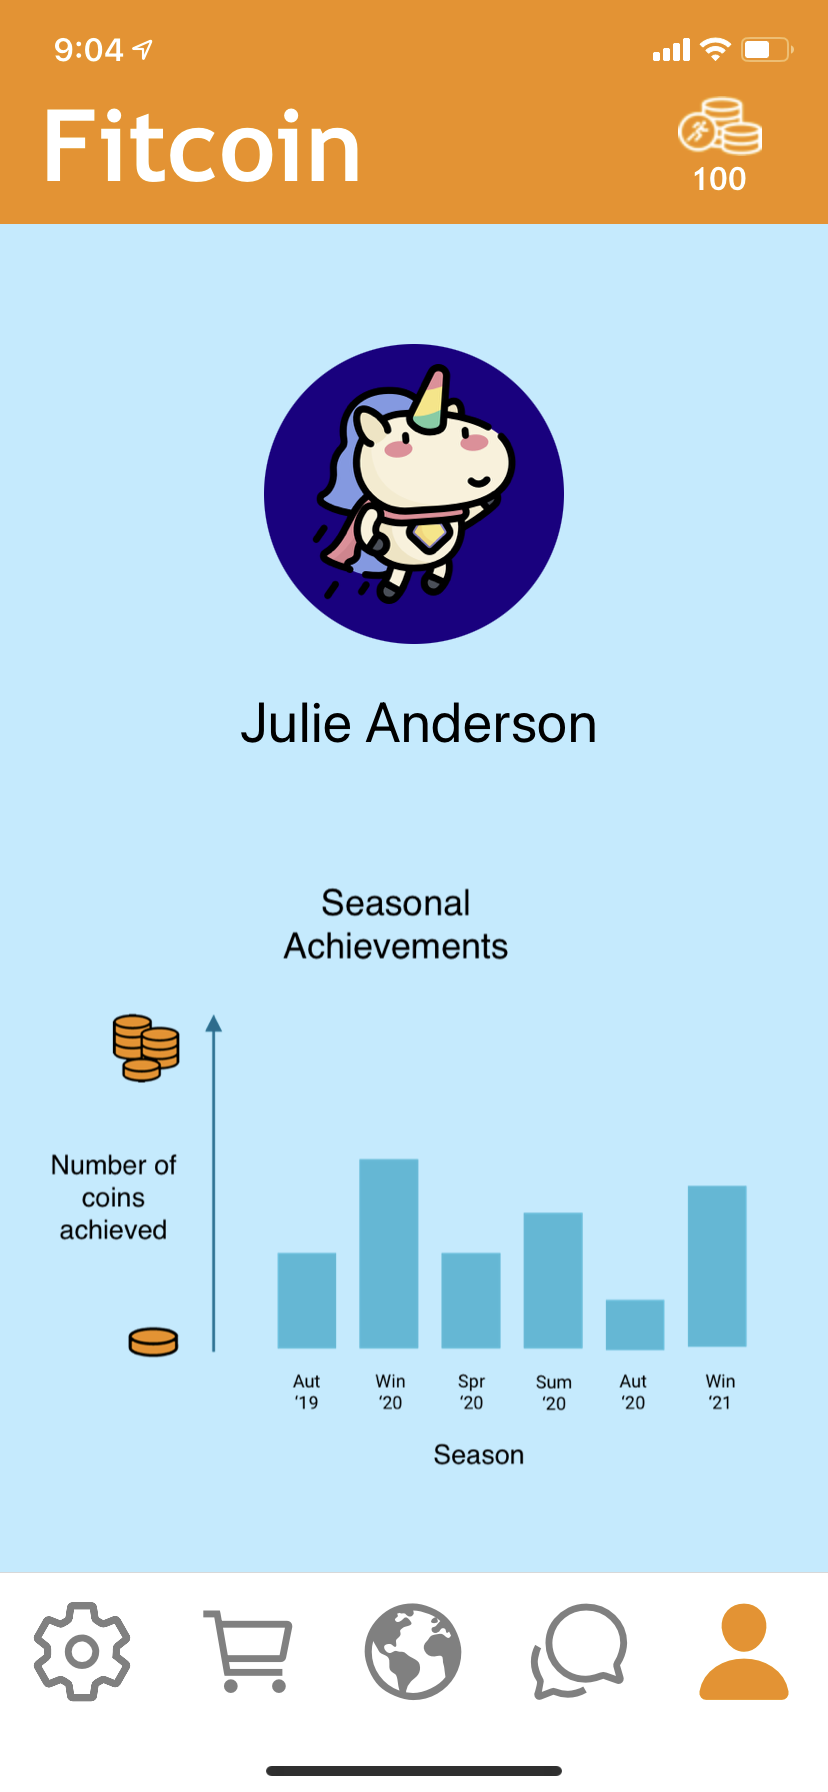 9:04
Fitcoin
100
Julie Anderson
Seasonal
Achievements
Number of
coins
achieved
Aut
'19
Win
'20
Spr
'20
Sum
'20
Aut
'20
Win
'21
Season